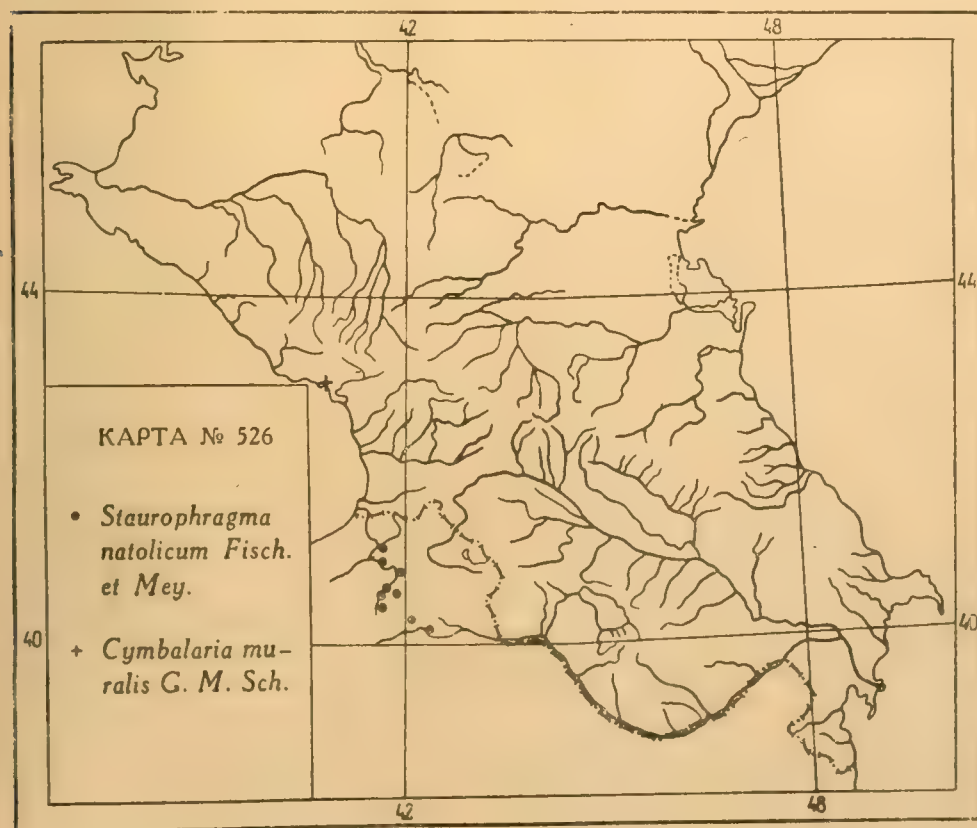 42 48
44 44
КАРТА № 526
• Staurophragma
natolicum Fisch.
et Mey.
+ Cymbalaria mu-
ralis G. M. Sch.
40 40
42 48